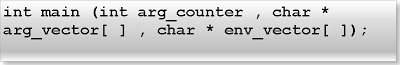 int main (int arg_counter , char *
arg_vector[ ] , char * env_vector[ ]);